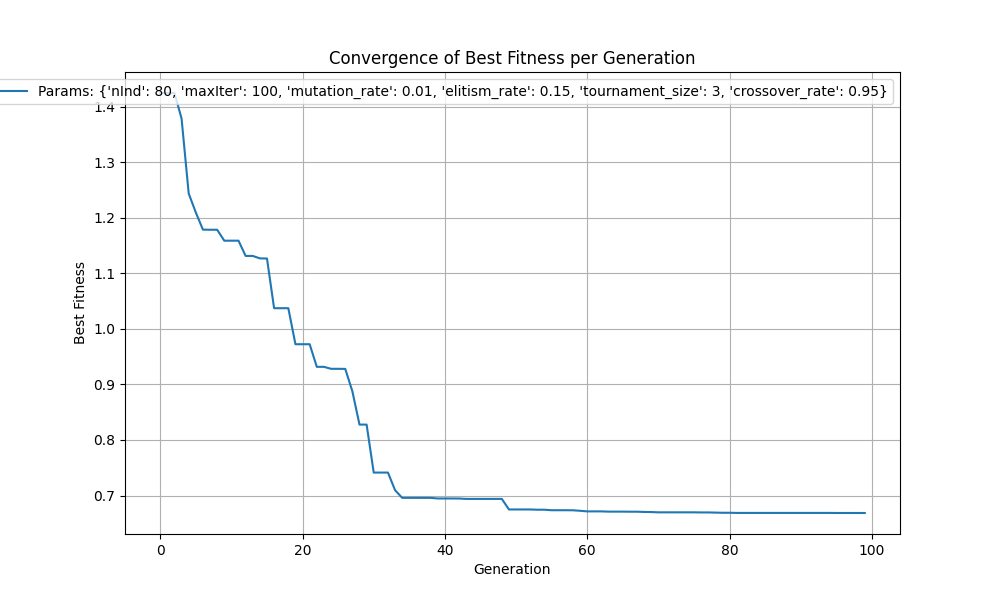 Convergence of Best Fitness per Generation
Params: {'nInd': 80, 'maxIter': 100, 'mutation_rate': 0.01, 'elitism_rate': 0.15, 'tournament_size': 3, 'crossover_rate': 0.95}
1.4
1.3
1.2
1.1
1.0
0.9
0.8
0.7
Best Fitness
0 20 40 60 80 100
Generation